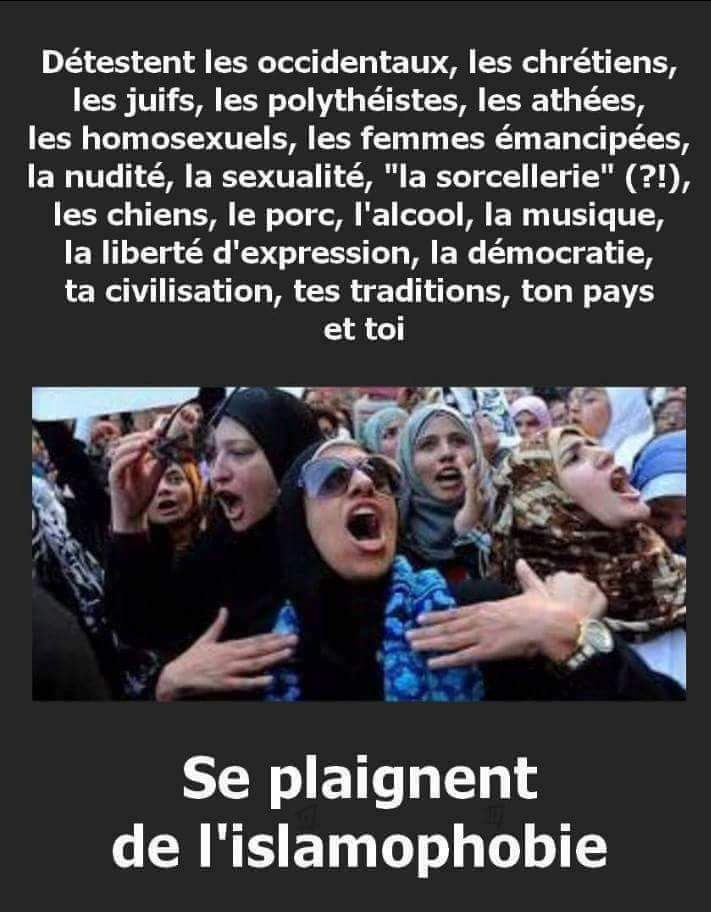 Détestent les occidentaux, les chrétiens,
les juifs, les polythéistes, les athées,
les homosexuels, les femmes émancipées,
la nudité, la sexualité, "la sorcellerie" (?!),
les chiens, le porc, l'alcool, la musique,
la liberté d'expression, la démocratie,
ta civilisation, tes traditions, ton pays
et toi
Se plaignent
de l'islamophobie